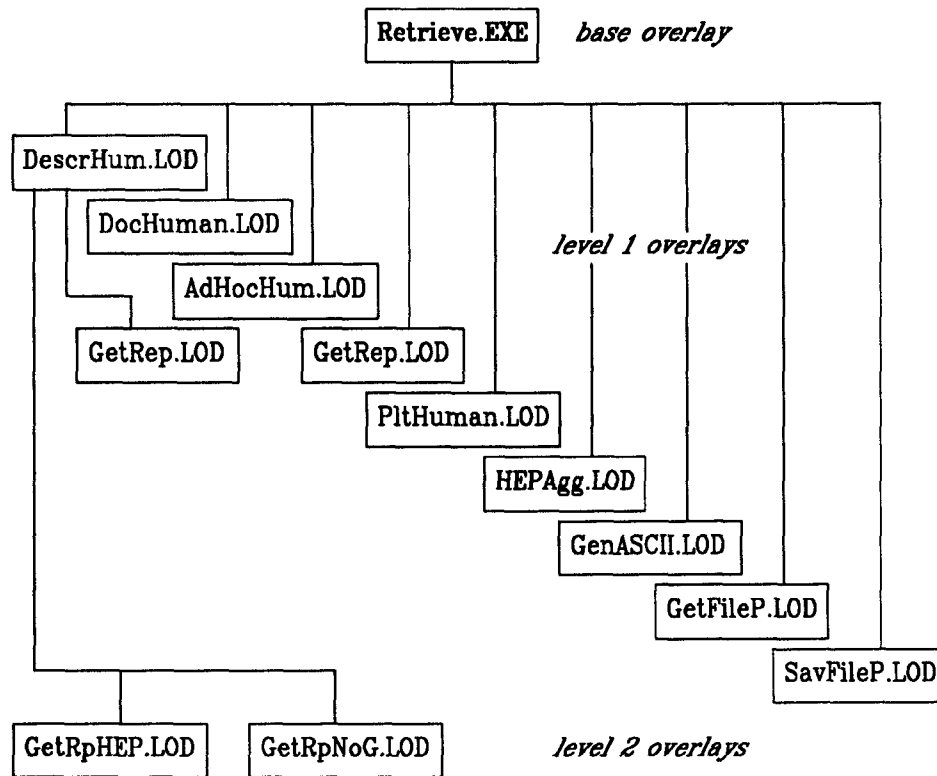 Retrieve.EXE base overlay
DescrHum.LOD
DocHuman.LOD
level 1 overlays
AdHocHum.LOD
GetRep.LOD GetRep.LOD
PltHuman.LOD
HEPAgg.LOD
GenASCII.LOD
GetFileP.LOD
SavFileP.LOD
GetRpHEP.LOD GetRpNoG.LOD level 2 overlays